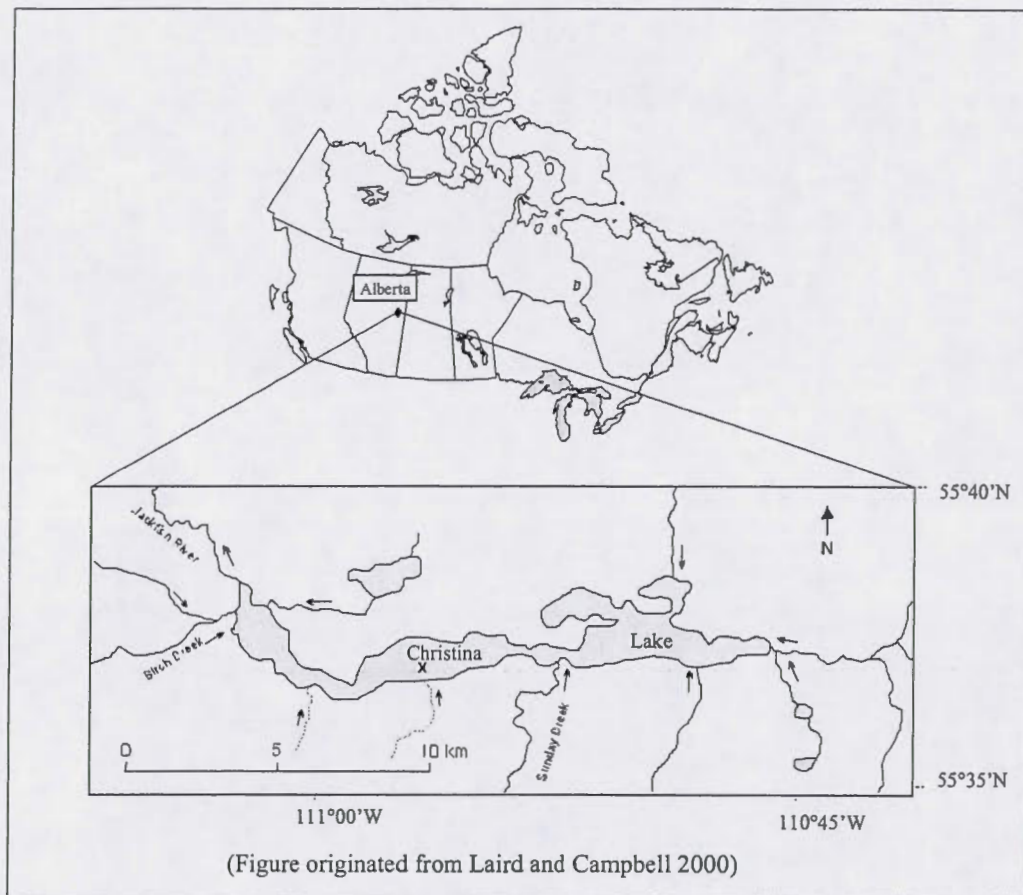 Alberta
55°40'N
Jackfish River
N
Birch Creek
Christina
Lake
X
0 5 10 km
Sunday Creek
55°35'N
111°00'W
110°45'W
(Figure originated from Laird and Campbell 2000)